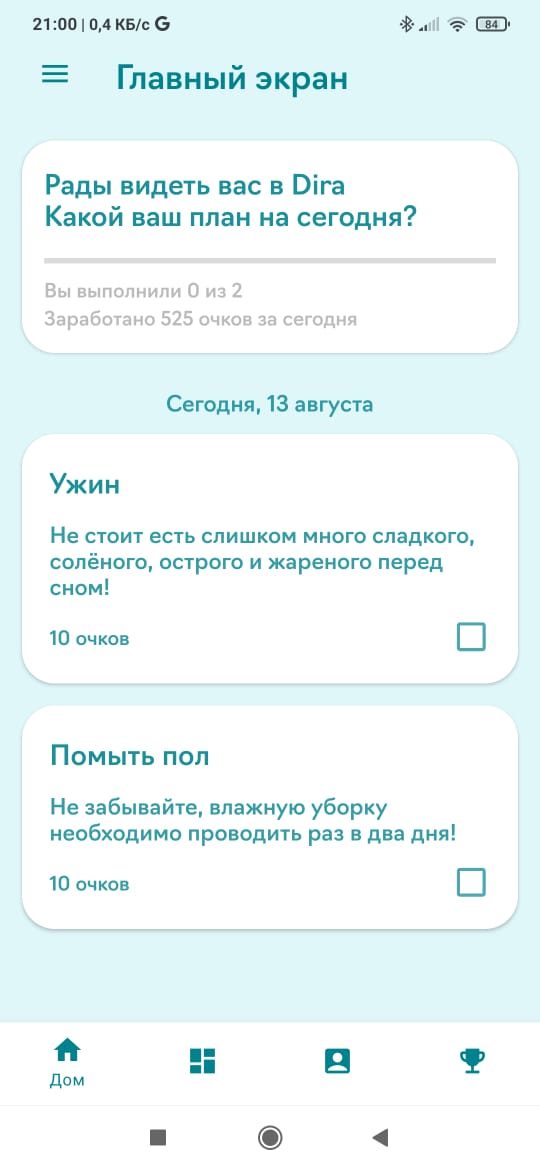 21:00 | 0,4 КБ/с G
84
Главный экран
Рады видеть вас в Dira
Какой ваш план на сегодня?
Вы выполнили 0 из 2
Заработано 525 очков за сегодня
Сегодня, 13 августа
Ужин
Не стоит есть слишком много сладкого,
солёного, острого и жареного перед
сном!
10 очков
Помыть пол
Не забывайте, влажную уборку
необходимо проводить раз в два дня!
10 очков
Дом